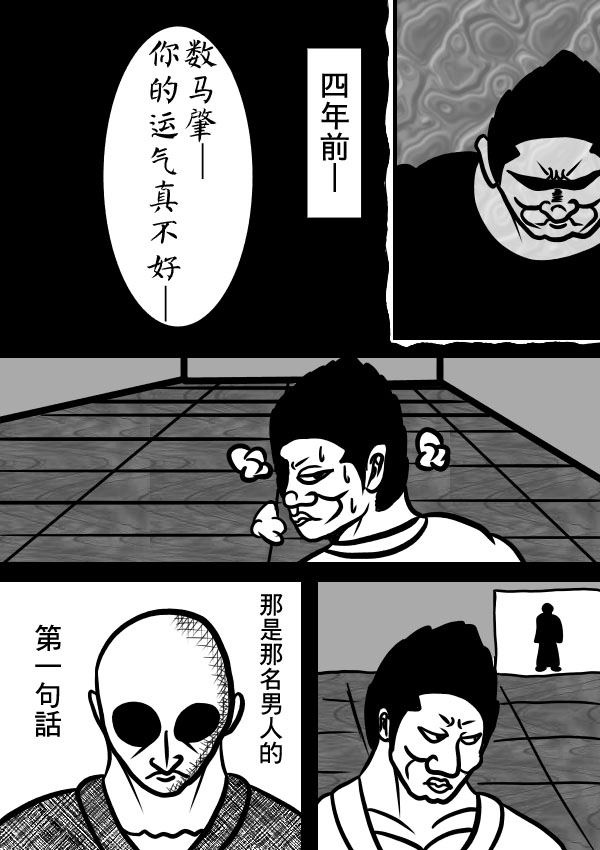 四年前—
数马肇—
你的运气真不好—
那是那名男人的
第一句話